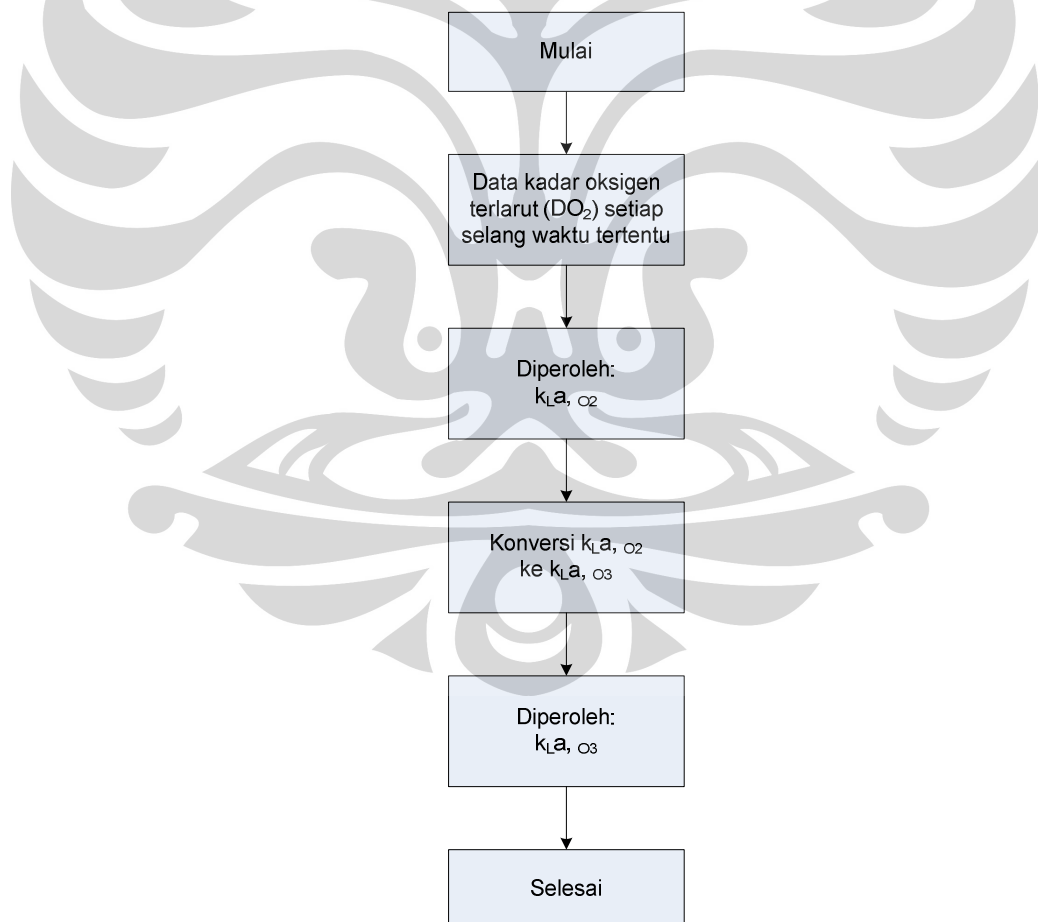 Mulai
Data kadar oksigen
terlarut (DO₂) setiap
selang waktu tertentu
Diperoleh:
kLa, O2
Konversi kLa, O2
ke kLa, O3
Diperoleh:
kLa, O3
Selesai